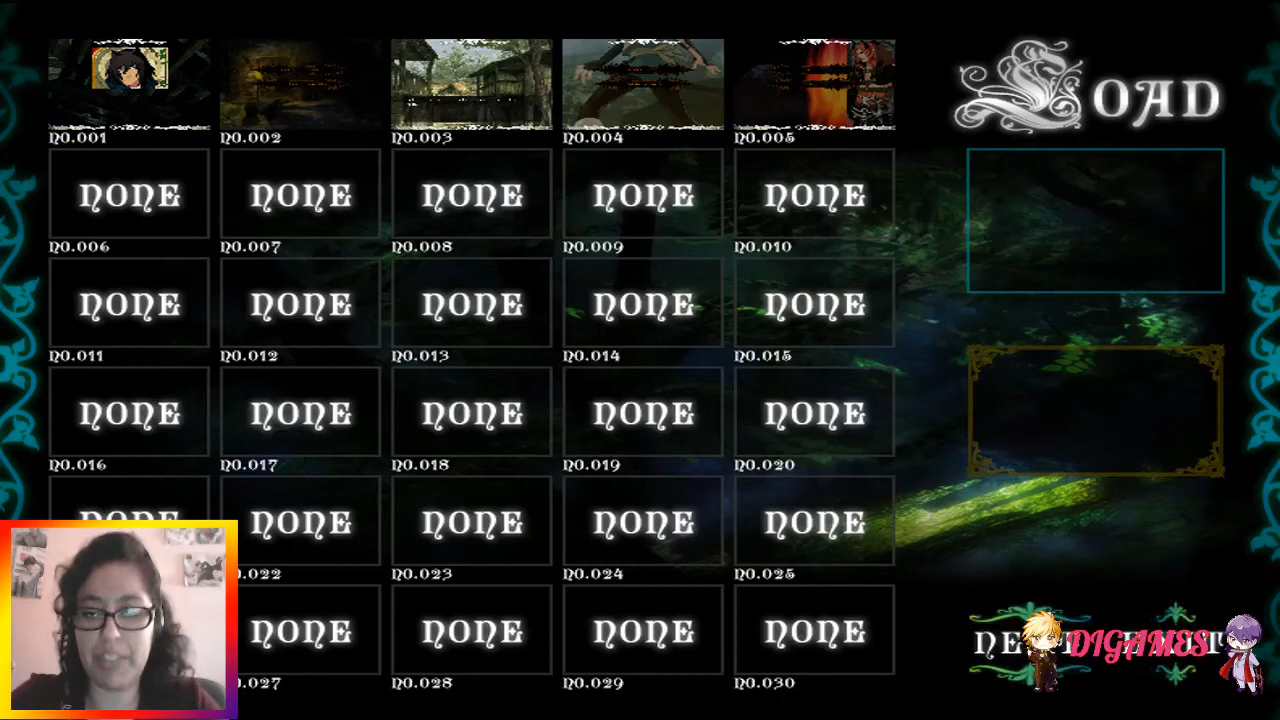 LOAD
NO.001 NO.002 NO.003 NO.004 NO.005
NONE NONE NONE NONE NONE
NO.006 NO.007 NO.008 NO.009 NO.010
NONE NONE NONE NONE NONE
NO.011 NO.012 NO.013 NO.014 NO.015
NONE NONE NONE NONE NONE
NO.016 NO.017 NO.018 NO.019 NO.020
NONE NONE NONE NONE NONE
.022 NO.023 NO.024 NO.025
NONE NONE NONE NONE
.027 NO.028 NO.029 NO.030
DIGAMES